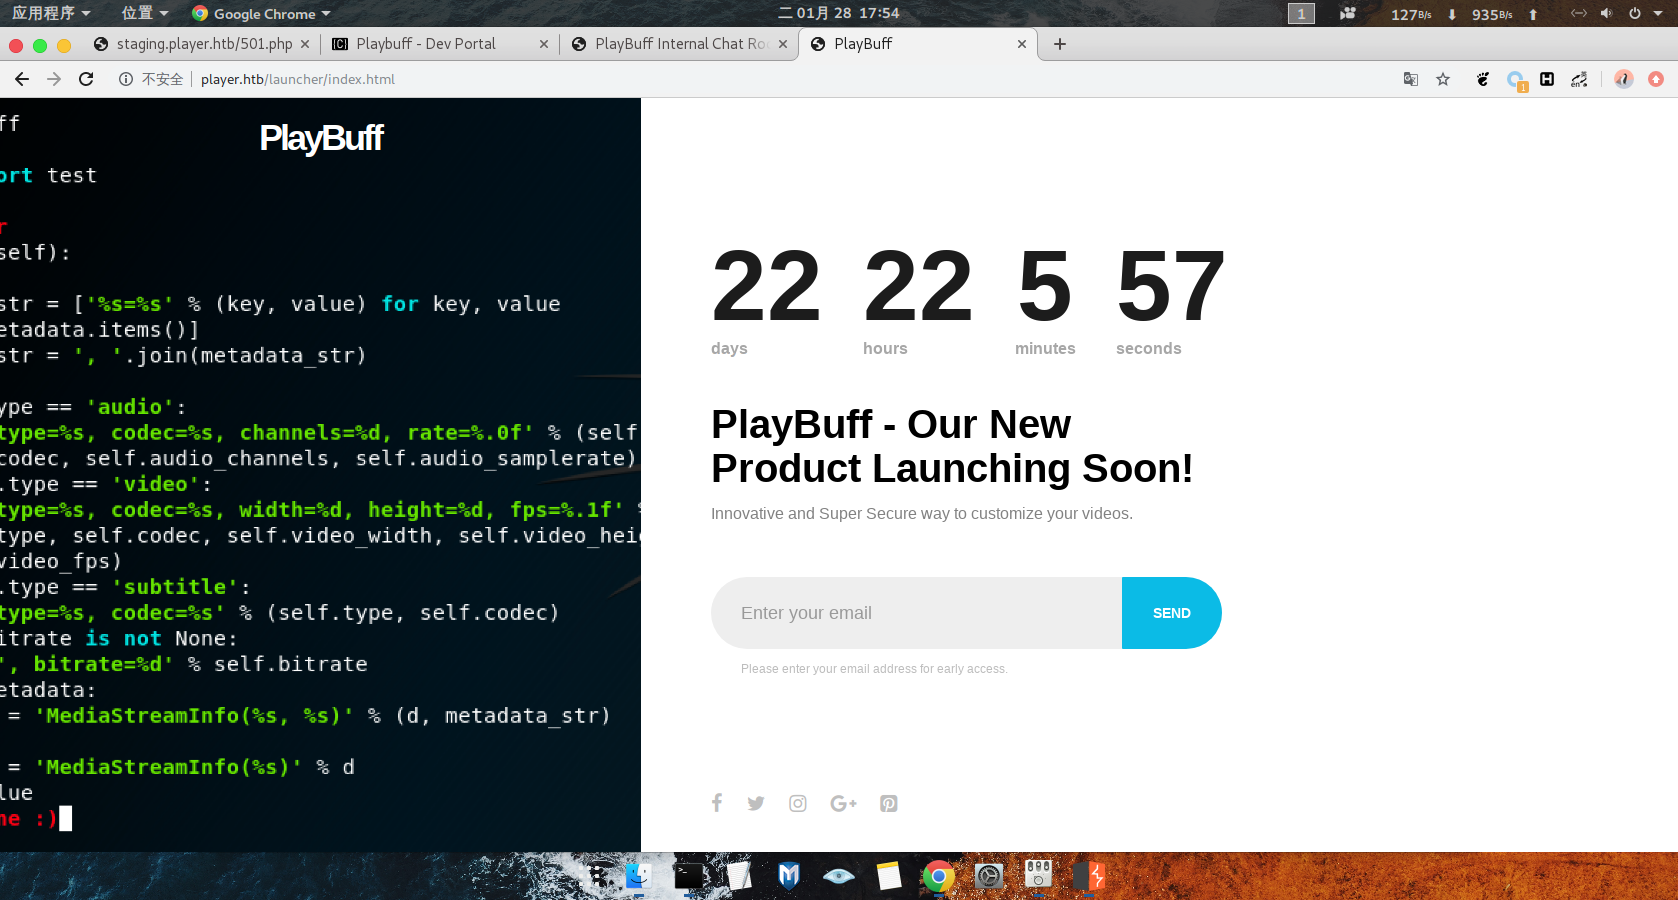 应用程序 位置 Google Chrome 二 01月 28 17:54 1 127B/s 935B/s
staging.player.htb/501.php Playbuff - Dev Portal PlayBuff Internal Chat Ro PlayBuff
不安全 player.htb/launcher/index.html 1 en
ff
PlayBuff
ort test
r
self):
str = ['%s=%s' % (key, value) for key, value
etadata.items()]
str = ', '.join(metadata_str)
ype == 'audio':
type=%s, codec=%s, channels=%d, rate=%.0f' % (self
codec, self.audio_channels, self.audio_samplerate)
.type == 'video':
type=%s, codec=%s, width=%d, height=%d, fps=%.1f' %
type, self.codec, self.video_width, self.video_hei
video_fps)
.type == 'subtitle':
type=%s, codec=%s' % (self.type, self.codec)
itrate is not None:
', bitrate=%d' % self.bitrate
etadata:
= 'MediaStreamInfo(%s, %s)' % (d, metadata_str)
= 'MediaStreamInfo(%s)' % d
lue
ne :)
22 22 5 57
days hours minutes seconds
PlayBuff - Our New
Product Launching Soon!
Innovative and Super Secure way to customize your videos.
Enter your email SEND
Please enter your email address for early access.